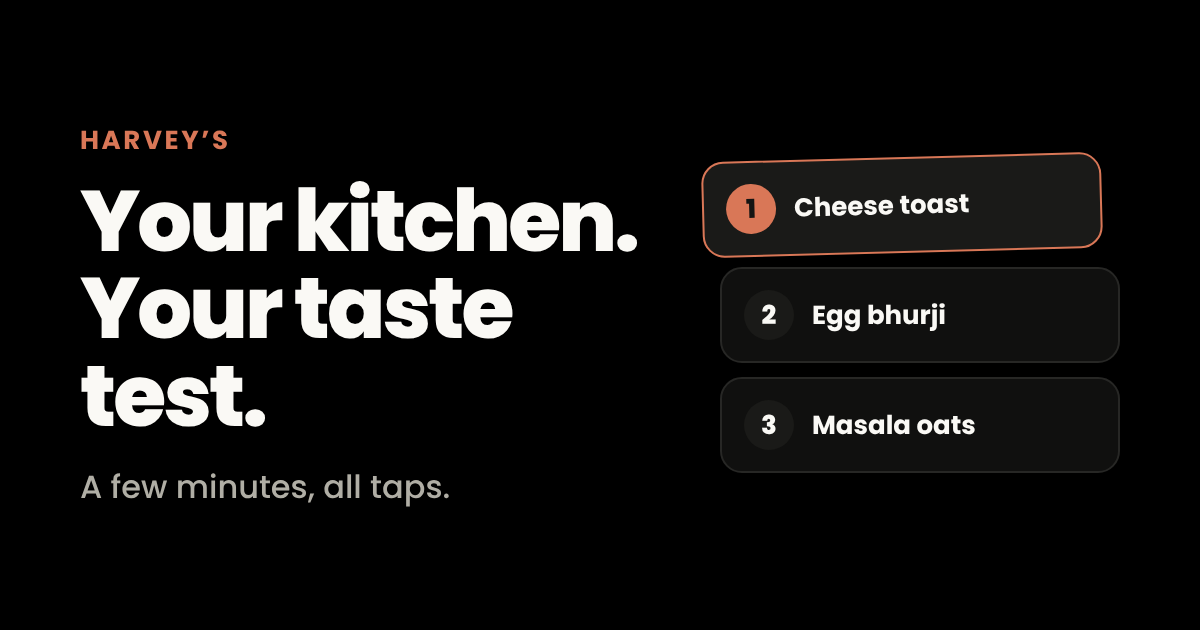 HARVEY’S
Your kitchen.
Your taste
test.
A few minutes, all taps.
1 Cheese toast
2 Egg bhurji
3 Masala oats